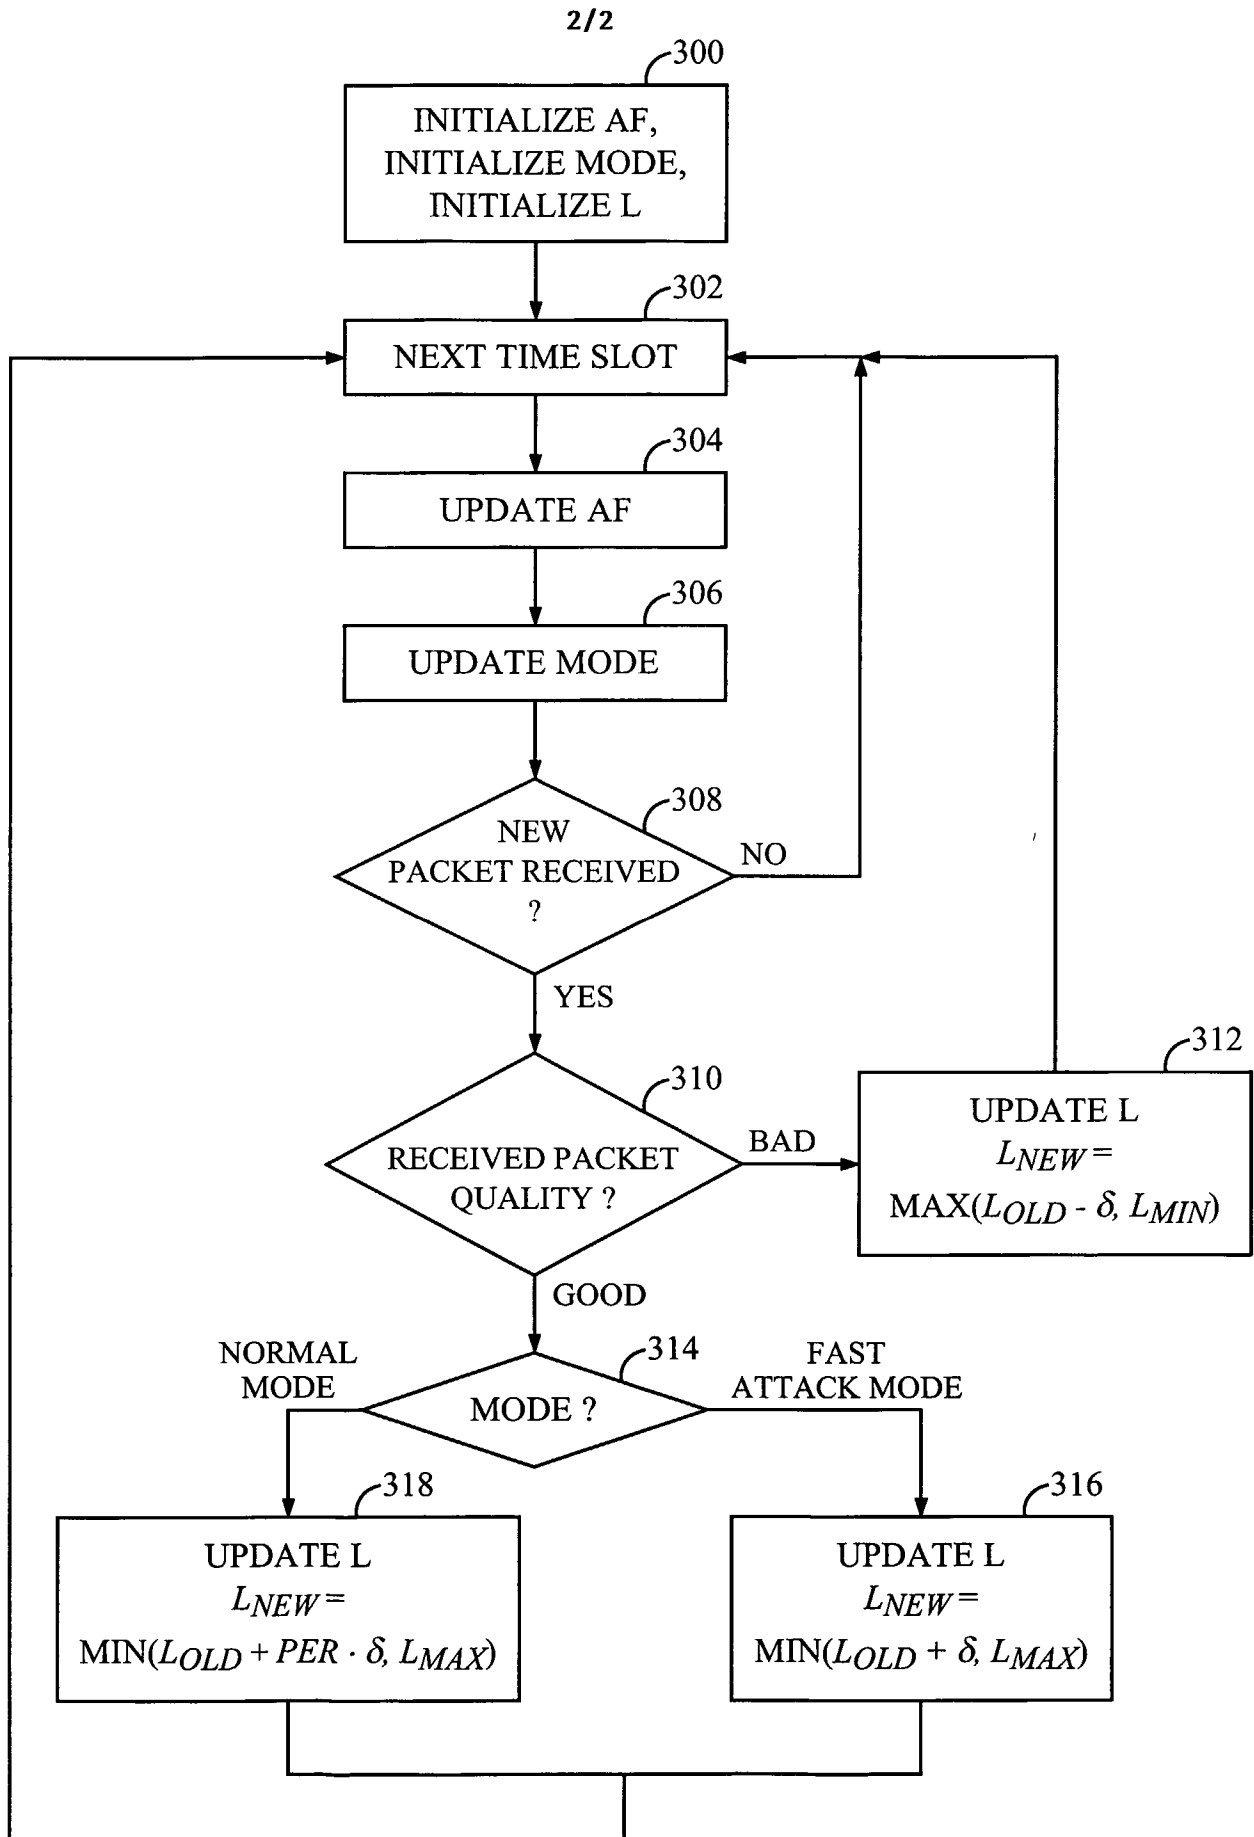 2/2
300
INITIALIZE AF,
INITIALIZE MODE,
INITIALIZE L
302
NEXT TIME SLOT
304
UPDATE AF
306
UPDATE MODE
308
NEW
PACKET RECEIVED
?
NO
YES
310
RECEIVED PACKET
QUALITY ?
BAD
312
UPDATE L
LNEW =
MAX(LOLD - δ, LMIN)
GOOD
314
MODE ?
NORMAL
MODE
FAST
ATTACK MODE
318
UPDATE L
LNEW =
MIN(LOLD + PER · δ, LMAX)
316
UPDATE L
LNEW =
MIN(LOLD + δ, LMAX)